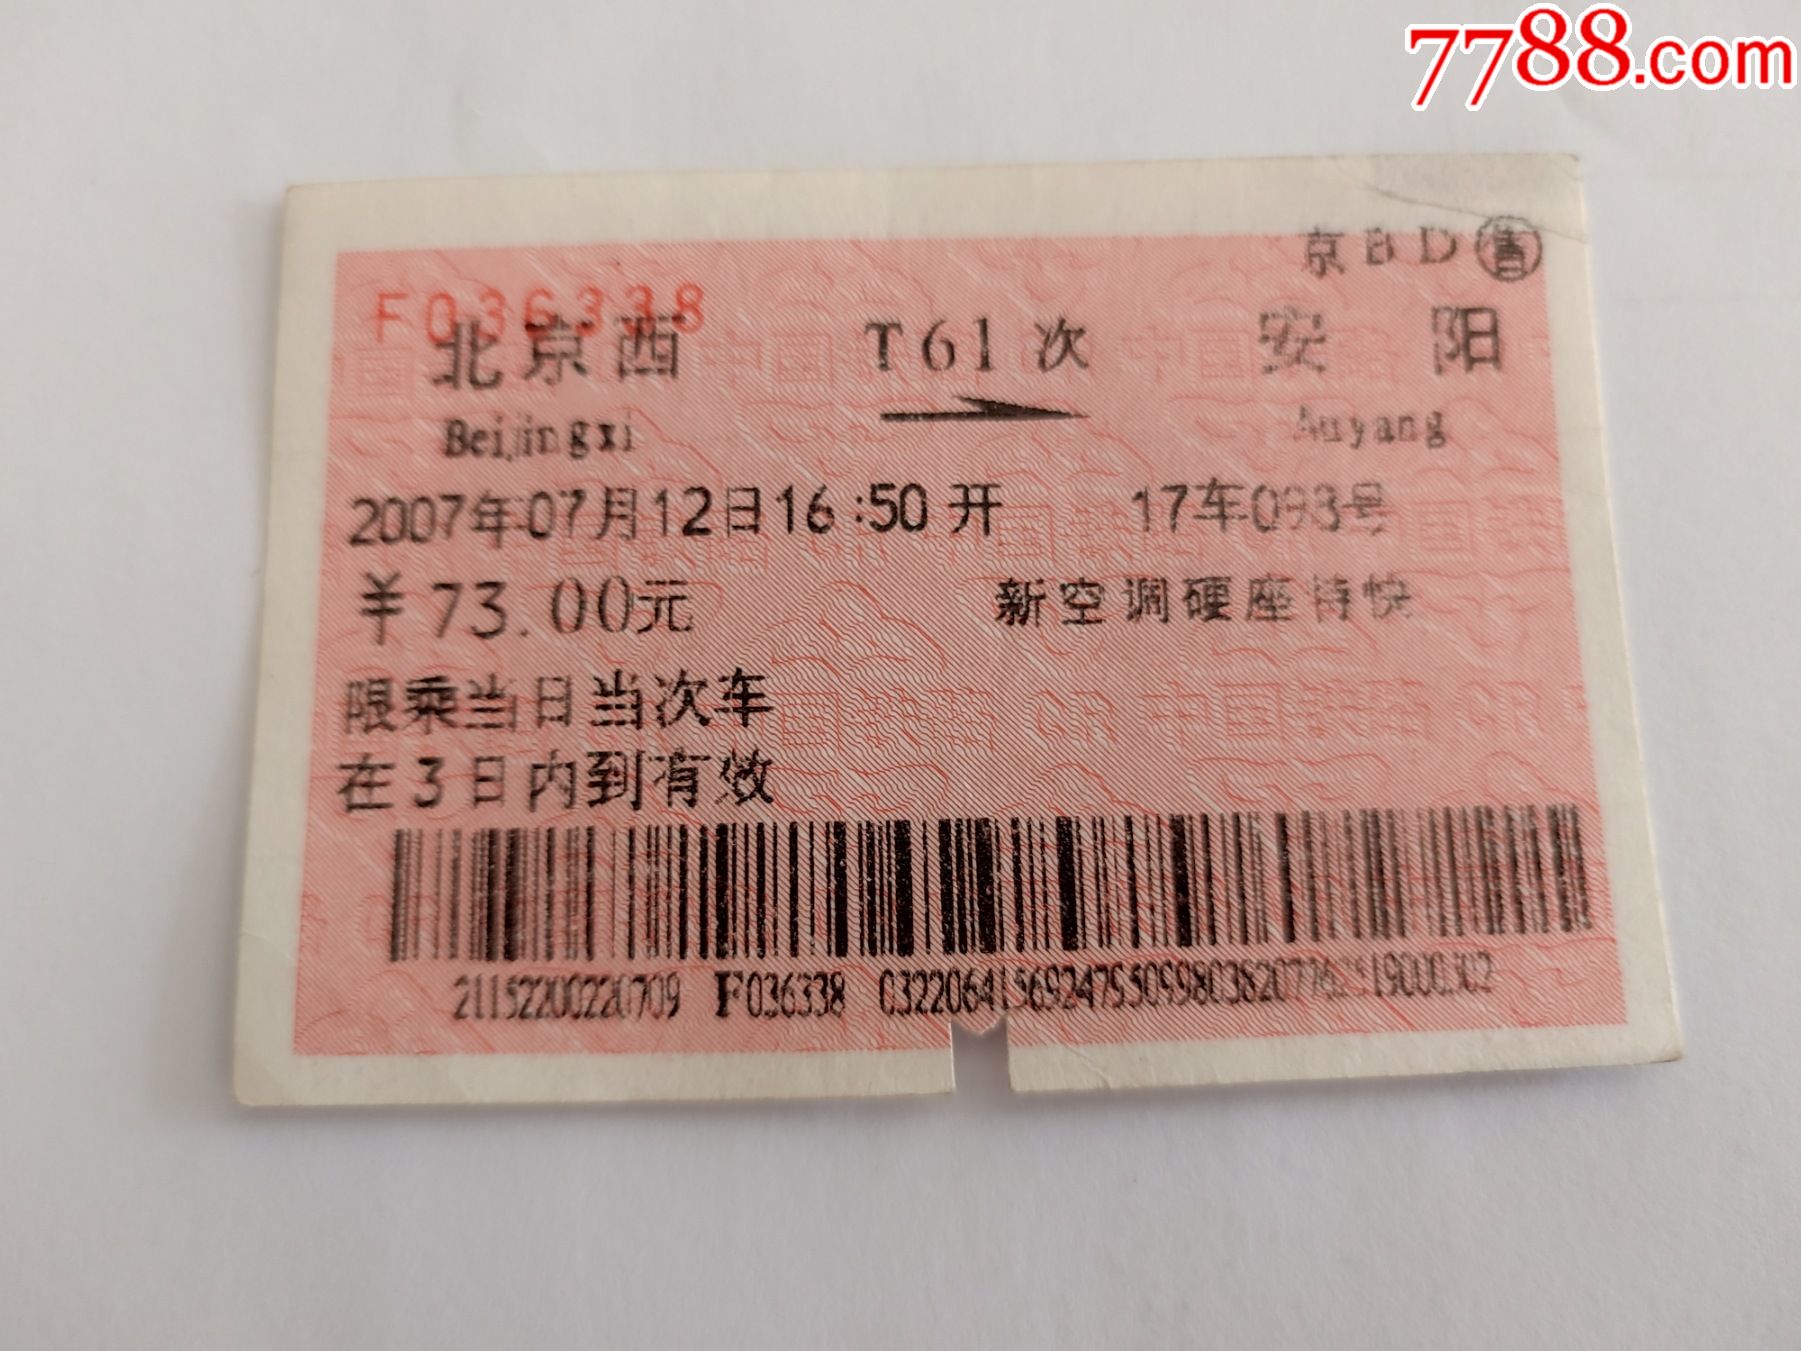 7788.com
京BD售
F036338
北京西 T61次 安阳
Beijingxi Anyang
2007年07月12日16:50开 17车093号
¥73.00元 新空调硬座特快
限乘当日当次车
在3日内到有效
21152200220709 F036338